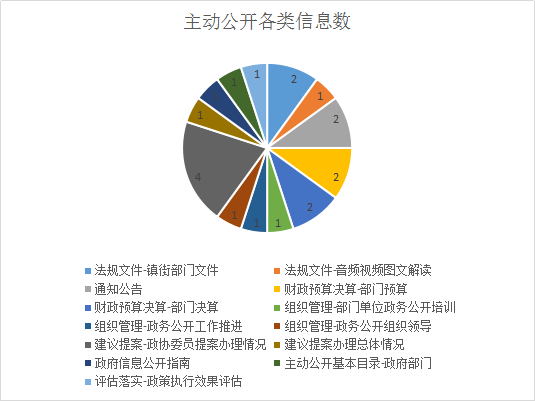 主动公开各类信息数
2
1
2
2
2
1
1
1
4
1
1
1
法规文件-镇街部门文件
法规文件-音频视频图文解读
通知公告
财政预算决算-部门预算
财政预算决算-部门决算
组织管理-部门单位政务公开培训
组织管理-政务公开工作推进
组织管理-政务公开组织领导
建议提案-政协委员提案办理情况
建议提案办理总体情况
政府信息公开指南
主动公开基本目录-政府部门
评估落实-政策执行效果评估